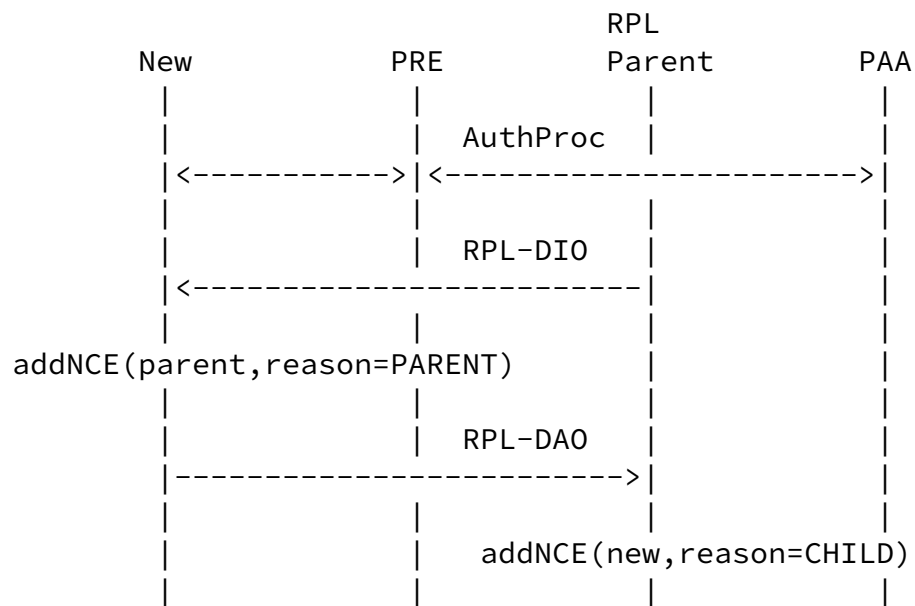 RPL
New PRE Parent PAA
AuthProc
RPL-DIO
addNCE(parent,reason=PARENT)
RPL-DAO
addNCE(new,reason=CHILD)